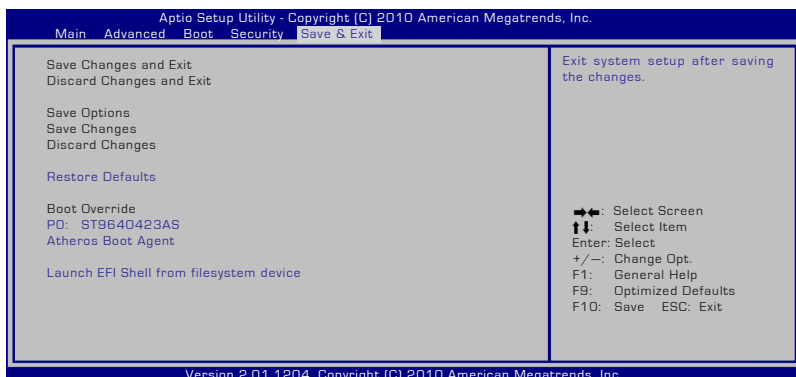 Aptio Setup Utility - Copyright (C) 2010 American Megatrends, Inc.
Main Advanced Boot Security Save & Exit
Save Changes and Exit
Discard Changes and Exit
Save Options
Save Changes
Discard Changes
Restore Defaults
Boot Override
P0: ST9640423AS
Atheros Boot Agent
Launch EFI Shell from filesystem device
Exit system setup after saving
the changes.
→←: Select Screen
↑↓: Select Item
Enter: Select
+/—: Change Opt.
F1: General Help
F9: Optimized Defaults
F10: Save ESC: Exit
Version 2.01.1204. Copyright (C) 2010 American Megatrends, Inc.